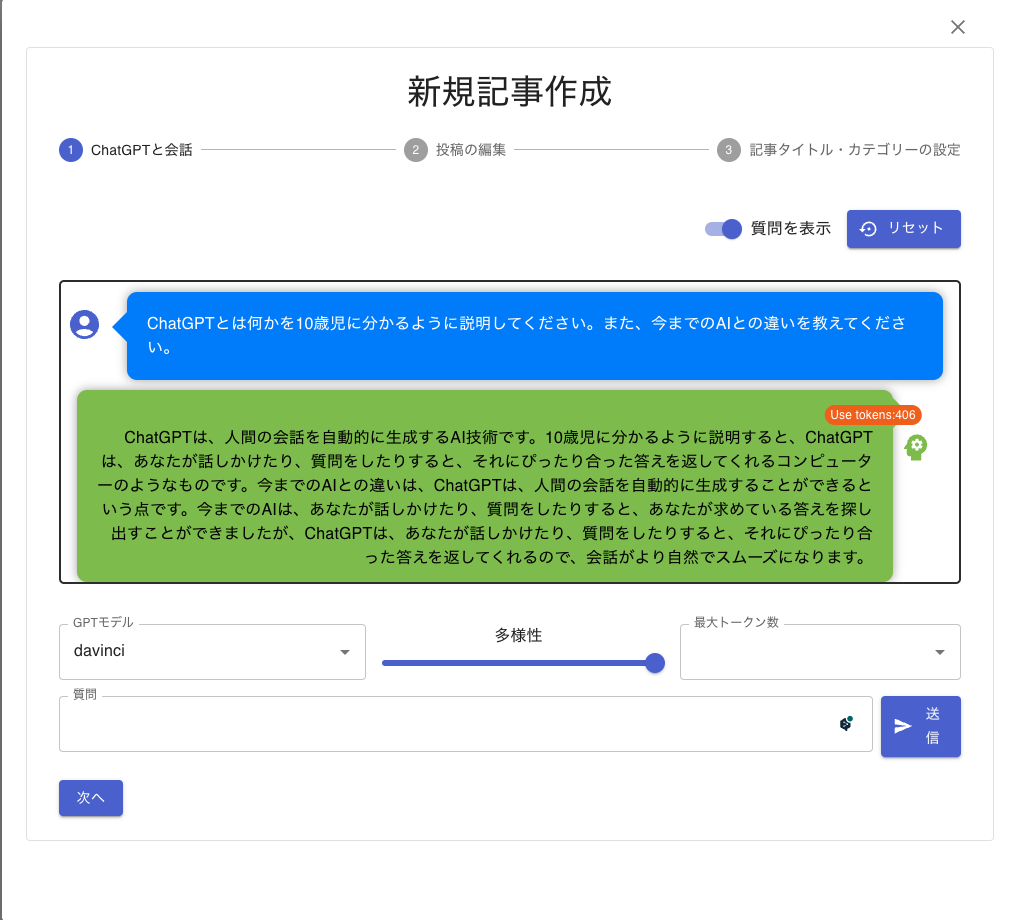 新規記事作成
1 ChatGPTと会話
2 投稿の編集
3 記事タイトル・カテゴリーの設定
質問を表示
リセット
ChatGPTとは何かを10歳児に分かるように説明してください。また、今までのAIとの違いを教えてくださ
い。
Use tokens:406
ChatGPTは、人間の会話を自動的に生成するAI技術です。10歳児に分かるように説明すると、ChatGPT
は、あなたが話しかけたり、質問をしたりすると、それにぴったり合った答えを返してくれるコンピュータ
ーのようなものです。今までのAIとの違いは、ChatGPTは、人間の会話を自動的に生成することができると
いう点です。今までのAIは、あなたが話しかけたり、質問をしたりすると、あなたが求めている答えを探し
出すことができましたが、ChatGPTは、あなたが話しかけたり、質問をしたりすると、それにぴったり合
った答えを返してくれるので、会話がより自然でスムーズになります。
GPTモデル
davinci
多様性
最大トークン数
質問
送
信
次へ